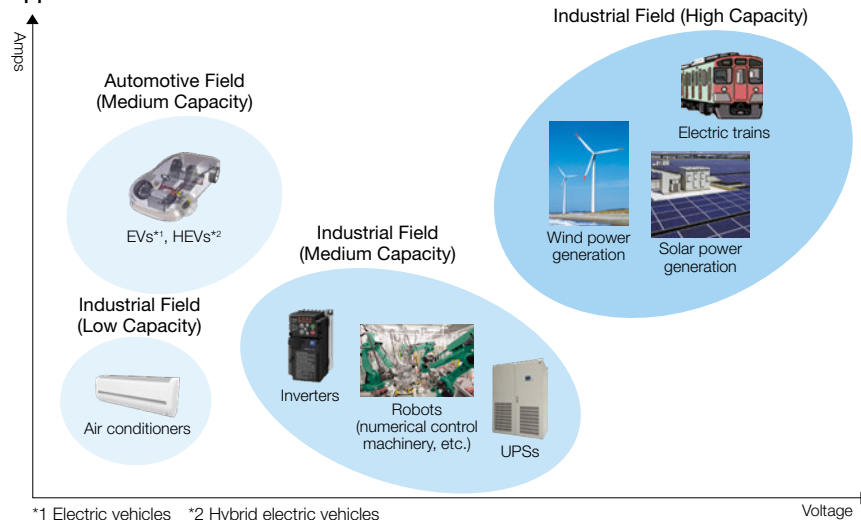 Industrial Field (High Capacity)
Amps
Automotive Field
(Medium Capacity)
Electric trains
EVs*1, HEVs*2
Industrial Field
(Medium Capacity)
Wind power
generation
Solar power
generation
Industrial Field
(Low Capacity)
Inverters
Robots
(numerical control
machinery, etc.)
Air conditioners
UPSs
*1 Electric vehicles *2 Hybrid electric vehicles
Voltage